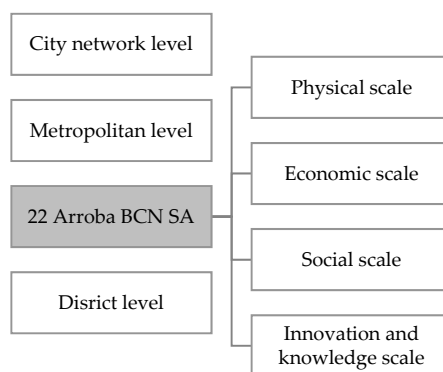 City network level
Metropolitan level
22 Arroba BCN SA
Disrict level
Physical scale
Economic scale
Social scale
Innovation and
knowledge scale